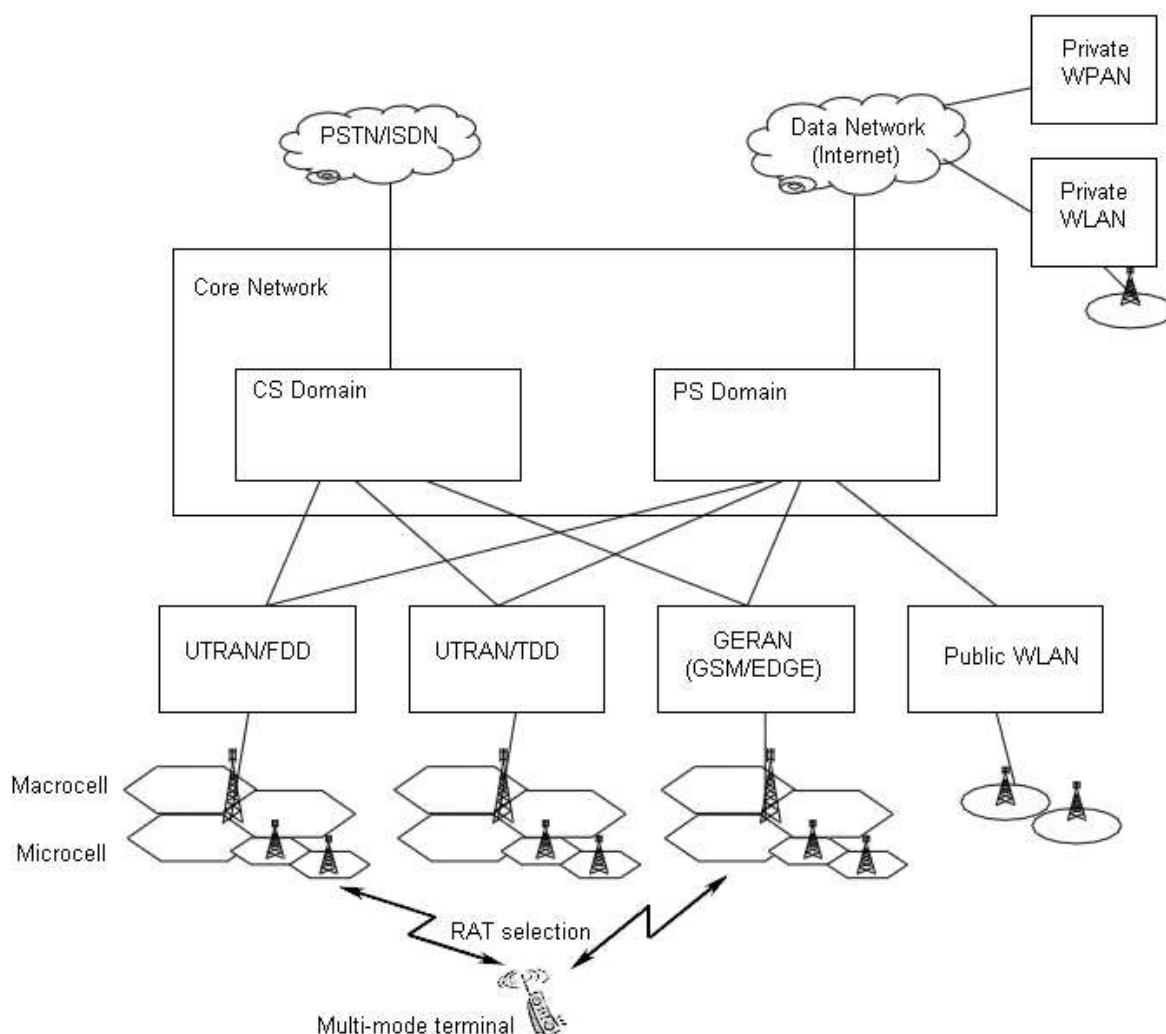 Private
WPAN
PSTN/ISDN
Data Network
(Internet)
Private
WLAN
Core Network
CS Domain
PS Domain
UTRAN/FDD
UTRAN/TDD
GERAN
(GSM/EDGE)
Public WLAN
Macrocell
Microcell
RAT selection
Multi-mode terminal